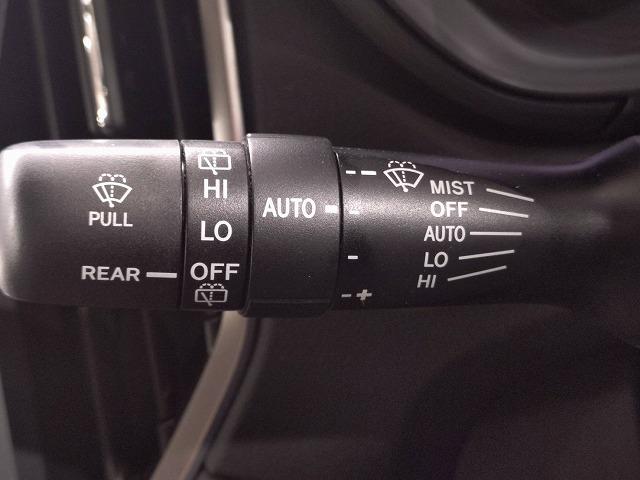 PULL
REAR
HI
LO
OFF
AUTO
MIST
OFF
AUTO
LO
HI
- +